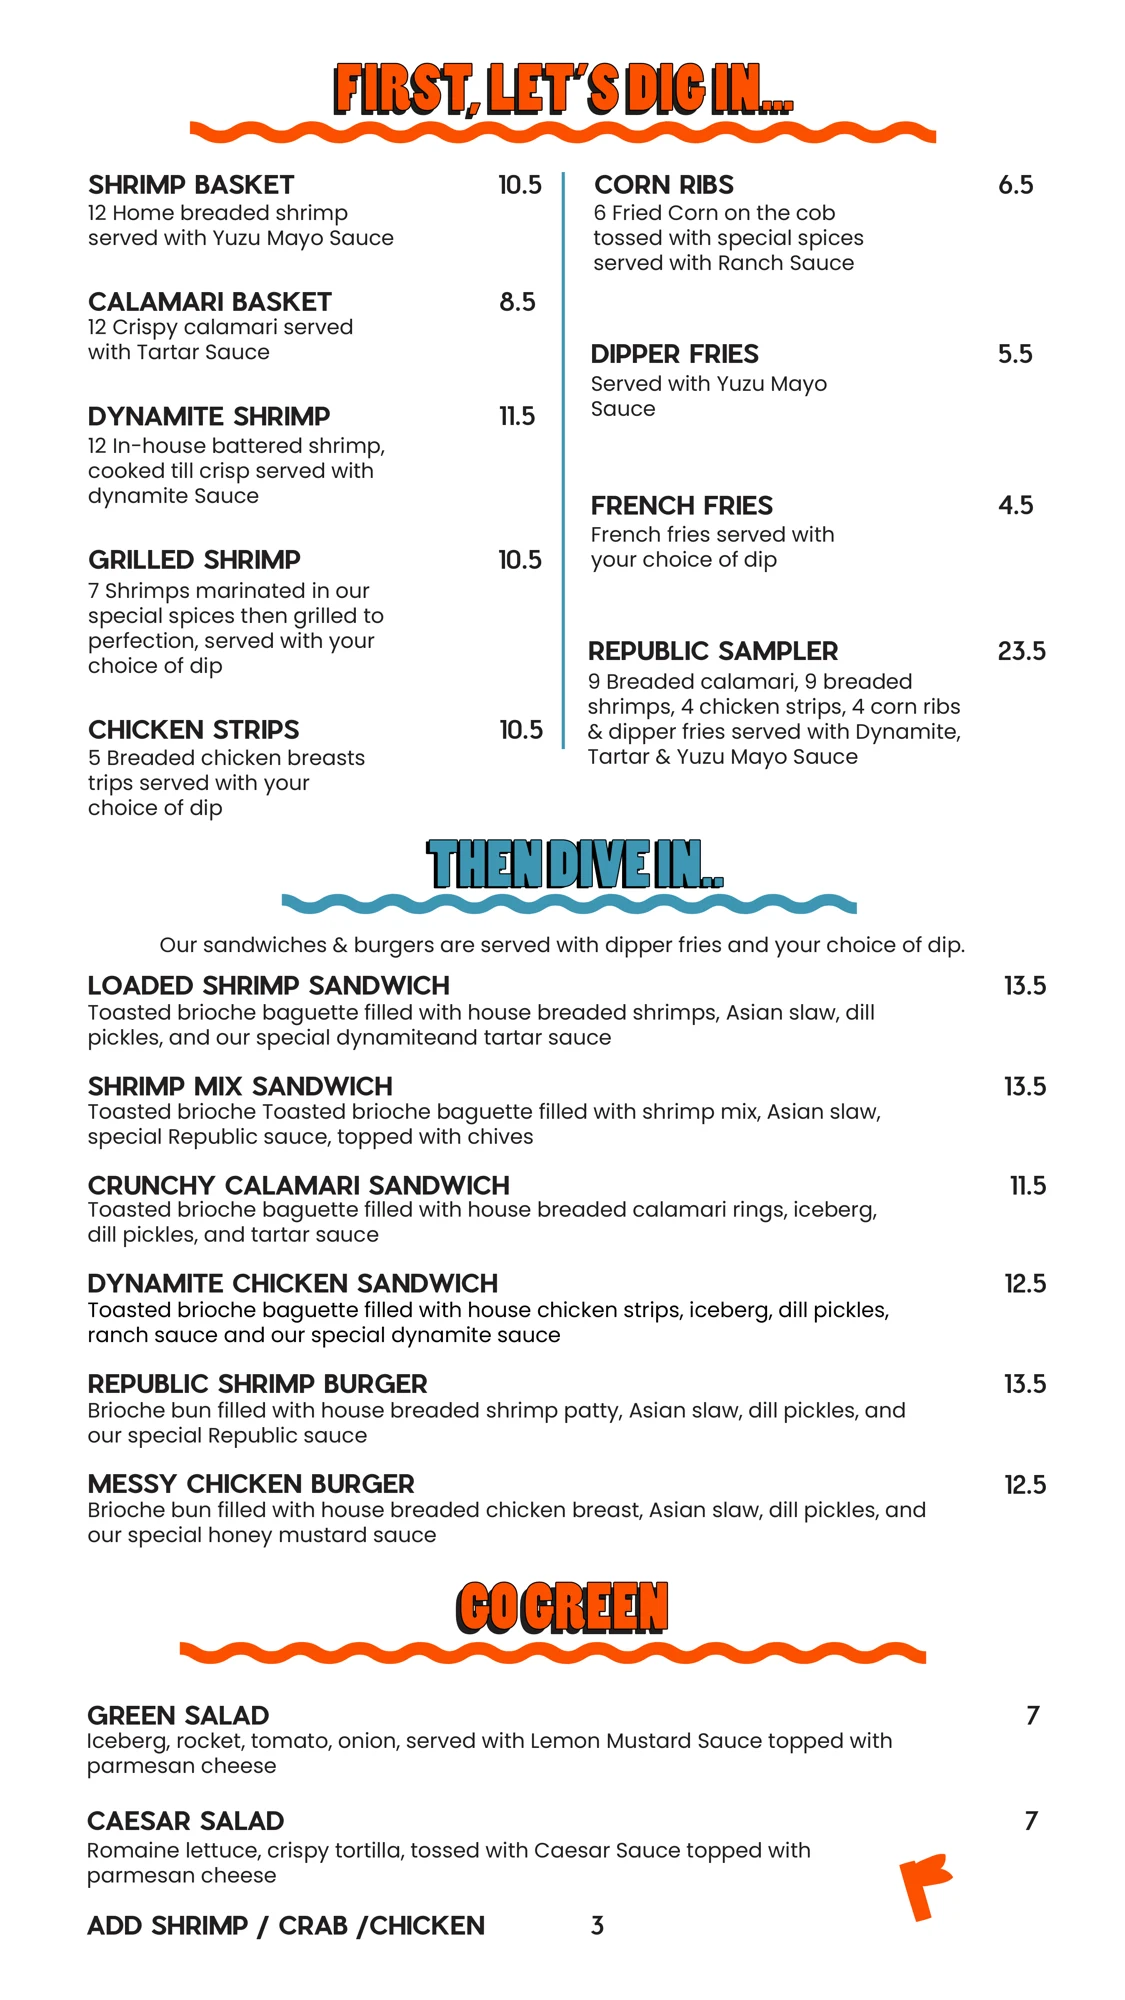 FIRST, LET'S DIG IN...
SHRIMP BASKET 10.5
12 Home breaded shrimp
served with Yuzu Mayo Sauce
CALAMARI BASKET 8.5
12 Crispy calamari served
with Tartar Sauce
DYNAMITE SHRIMP 11.5
12 In-house battered shrimp,
cooked till crisp served with
dynamite Sauce
GRILLED SHRIMP 10.5
7 Shrimps marinated in our
special spices then grilled to
perfection, served with your
choice of dip
CHICKEN STRIPS 10.5
5 Breaded chicken breasts
trips served with your
choice of dip
CORN RIBS 6.5
6 Fried Corn on the cob
tossed with special spices
served with Ranch Sauce
DIPPER FRIES 5.5
Served with Yuzu Mayo
Sauce
FRENCH FRIES 4.5
French fries served with
your choice of dip
REPUBLIC SAMPLER 23.5
9 Breaded calamari, 9 breaded
shrimps, 4 chicken strips, 4 corn ribs
& dipper fries served with Dynamite,
Tartar & Yuzu Mayo Sauce
THEN DIVE IN..
Our sandwiches & burgers are served with dipper fries and your choice of dip.
LOADED SHRIMP SANDWICH 13.5
Toasted brioche baguette filled with house breaded shrimps, Asian slaw, dill
pickles, and our special dynamiteand tartar sauce
SHRIMP MIX SANDWICH 13.5
Toasted brioche Toasted brioche baguette filled with shrimp mix, Asian slaw,
special Republic sauce, topped with chives
CRUNCHY CALAMARI SANDWICH 11.5
Toasted brioche baguette filled with house breaded calamari rings, iceberg,
dill pickles, and tartar sauce
DYNAMITE CHICKEN SANDWICH 12.5
Toasted brioche baguette filled with house chicken strips, iceberg, dill pickles,
ranch sauce and our special dynamite sauce
REPUBLIC SHRIMP BURGER 13.5
Brioche bun filled with house breaded shrimp patty, Asian slaw, dill pickles, and
our special Republic sauce
MESSY CHICKEN BURGER 12.5
Brioche bun filled with house breaded chicken breast, Asian slaw, dill pickles, and
our special honey mustard sauce
GO GREEN
GREEN SALAD 7
Iceberg, rocket, tomato, onion, served with Lemon Mustard Sauce topped with
parmesan cheese
CAESAR SALAD 7
Romaine lettuce, crispy tortilla, tossed with Caesar Sauce topped with
parmesan cheese
ADD SHRIMP / CRAB /CHICKEN 3